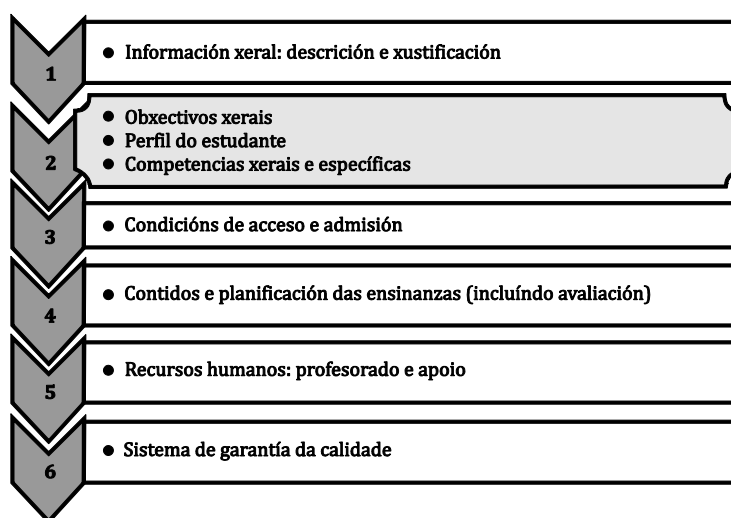 1
• Información xeral: descrición e xustificación
2
• Obxectivos xerais
• Perfil do estudante
• Competencias xerais e específicas
3
• Condicións de acceso e admisión
4
• Contidos e planificación das ensinanzas (incluíndo avaliación)
5
• Recursos humanos: profesorado e apoio
6
• Sistema de garantía da calidade